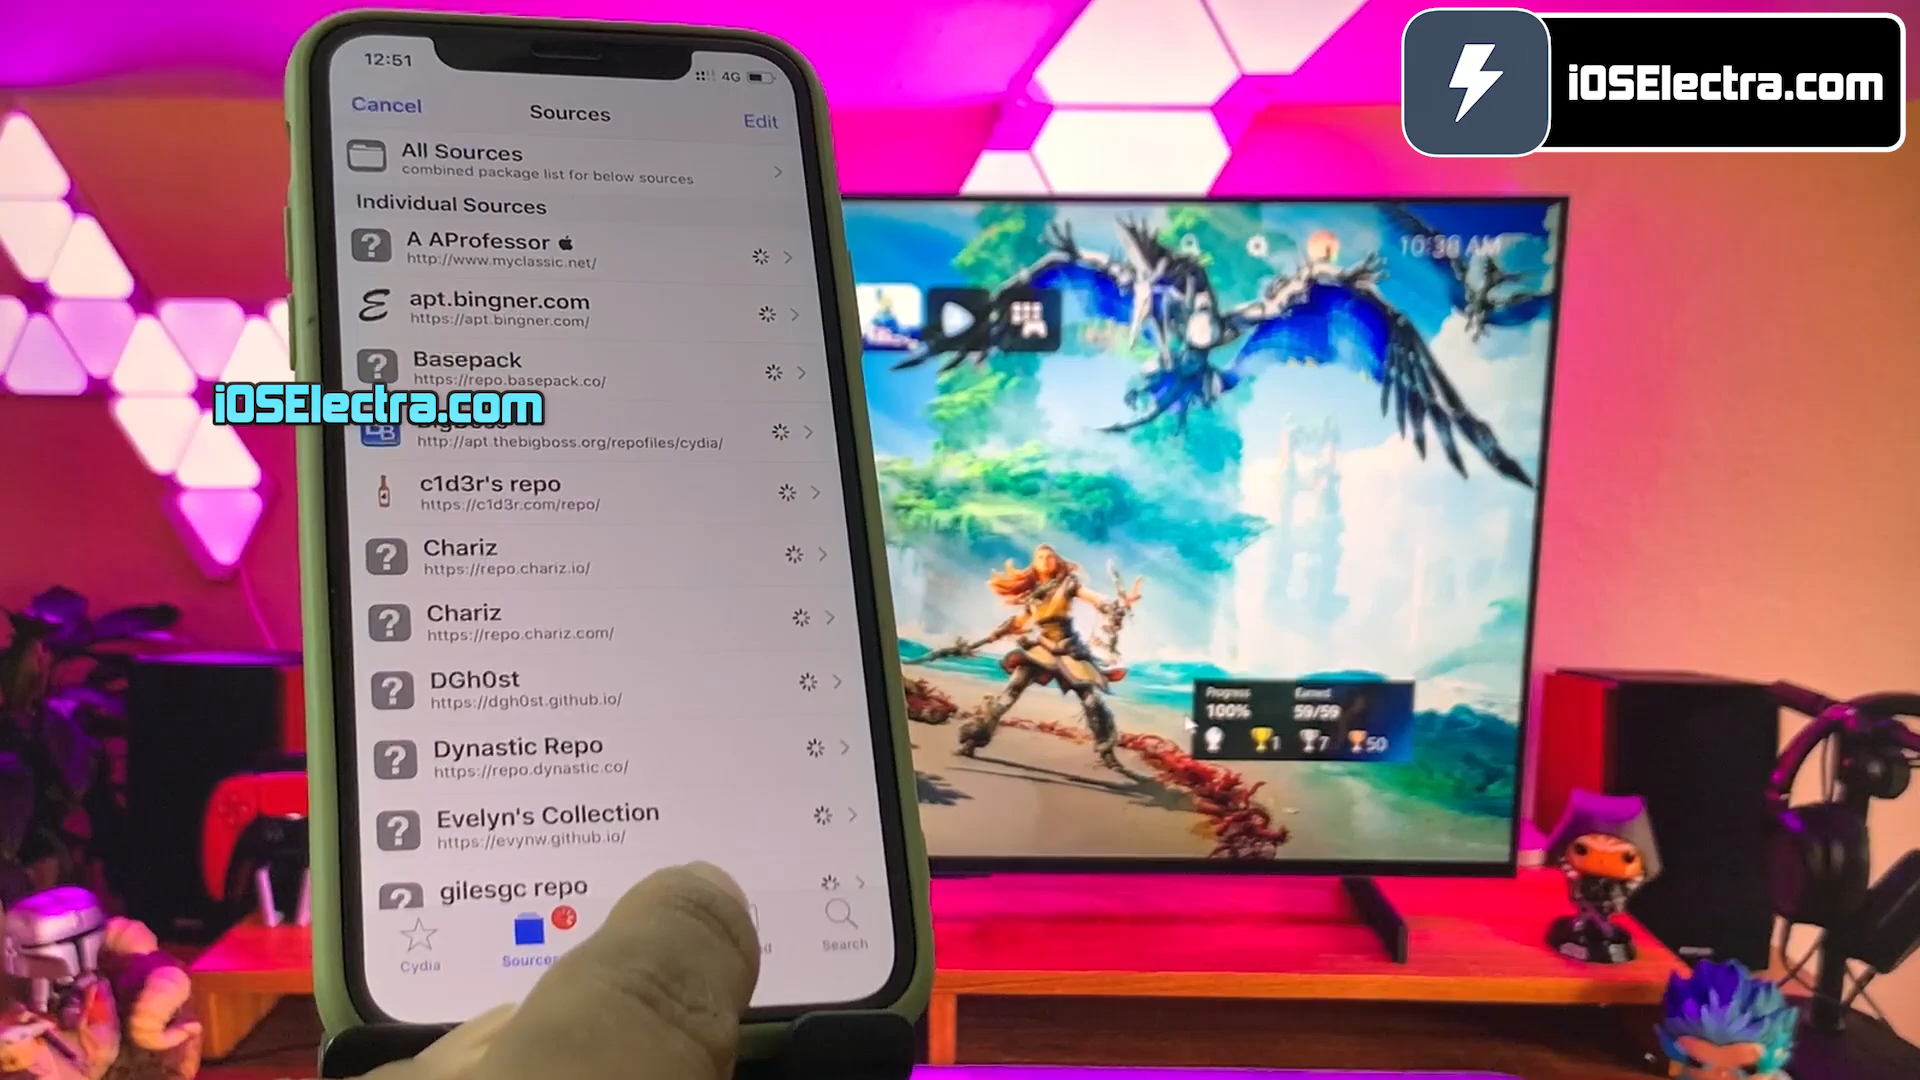 12:51
4G
Cancel
Sources
Edit
All Sources
combined package list for below sources
Individual Sources
A AProfessor
http://www.myclassic.net/
apt.bingner.com
https://apt.bingner.com/
Basepack
https://repo.basepack.co/
iOSElectra.com
http://apt.thebigboss.org/repofiles/cydia/
c1d3r's repo
https://c1d3r.com/repo/
Chariz
https://repo.chariz.io/
Chariz
https://repo.chariz.com/
DGh0st
https://dgh0st.github.io/
Dynastic Repo
https://repo.dynastic.co/
Evelyn's Collection
https://evynw.github.io/
gilesgc repo
Cydia
Search
iOSElectra.com
10:38 AM
Progress
100%
Earned
59/59
1
7
50